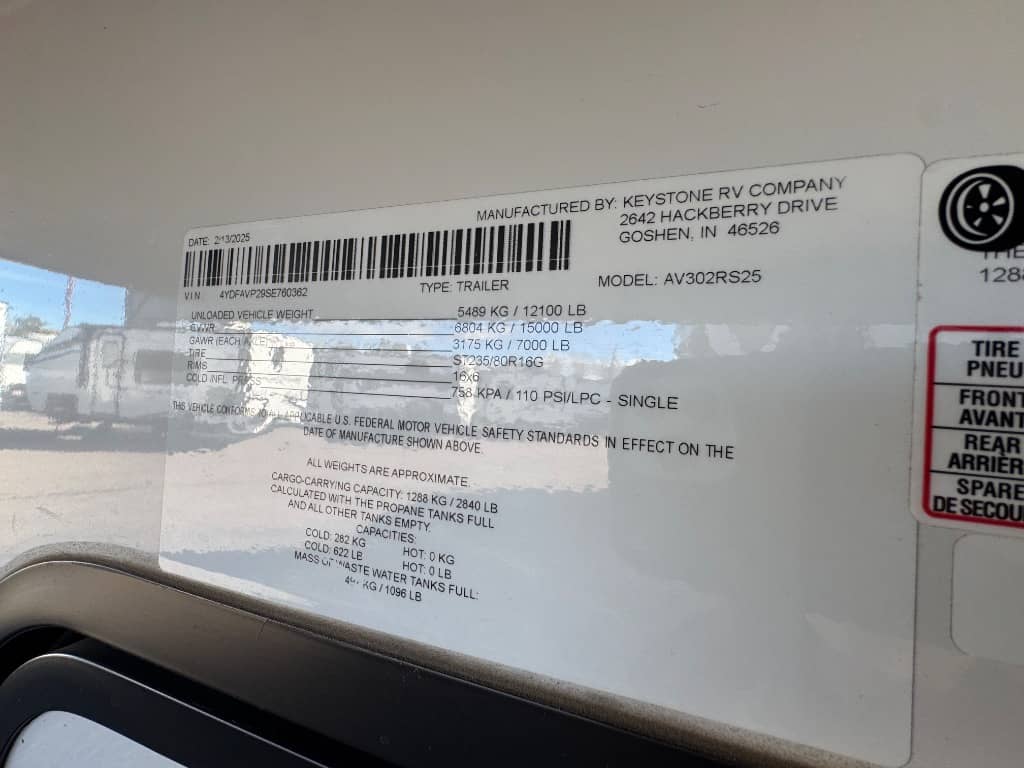 MANUFACTURED BY: KEYSTONE RV COMPANY
2642 HACKBERRY DRIVE
GOSHEN, IN 46526
DATE: 2/13/2025
VIN 4YDFAVP29SE760362
TYPE: TRAILER
MODEL: AV302RS25
UNLOADED VEHICLE WEIGHT 5489 KG / 12100 LB
GVWR 6804 KG / 15000 LB
GAWR (EACH AXLE) 3175 KG / 7000 LB
TIRE ST235/80R16G
RIMS 16x6
COLD INFL. PRESS 758 KPA / 110 PSI/LPC - SINGLE
THIS VEHICLE CONFORMS TO ALL APPLICABLE U.S. FEDERAL MOTOR VEHICLE SAFETY STANDARDS IN EFFECT ON THE
DATE OF MANUFACTURE SHOWN ABOVE.
ALL WEIGHTS ARE APPROXIMATE.
CARGO-CARRYING CAPACITY: 1288 KG / 2840 LB
CALCULATED WITH THE PROPANE TANKS FULL
AND ALL OTHER TANKS EMPTY.
CAPACITIES:
COLD: 282 KG HOT: 0 KG
COLD: 622 LB HOT: 0 LB
MASS OF WASTE WATER TANKS FULL:
KG / 1096 LB
THE
1288
TIRE
PNEU
FRONT
AVANT
REAR
ARRIÈRE
SPARE
DE SECOU